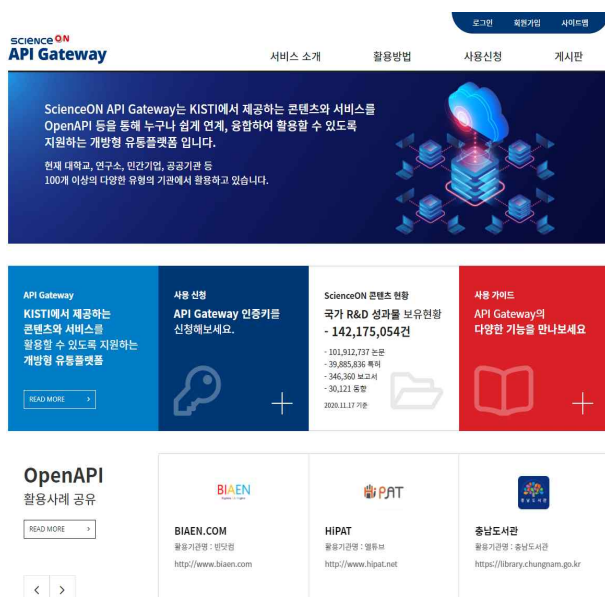 로그인 회원가입 사이트맵
science ON
API Gateway
서비스 소개 활용방법 사용신청 게시판
ScienceON API Gateway는 KISTI에서 제공하는 콘텐츠와 서비스를
OpenAPI 등을 통해 누구나 쉽게 연계, 융합하여 활용할 수 있도록
지원하는 개방형 유통플랫폼 입니다.
현재 대학교, 연구소, 민간기업, 공공기관 등
100개 이상의 다양한 유형의 기관에서 활용하고 있습니다.
API Gateway
KISTI에서 제공하는
콘텐츠와 서비스를
활용할 수 있도록 지원하는
개방형 유통플랫폼
READ MORE >
사용 신청
API Gateway 인증키를
신청해보세요.
ScienceON 콘텐츠 현황
국가 R&D 성과물 보유현황
- 142,175,054건
- 101,912,737 논문
- 39,885,836 특허
- 346,360 보고서
- 30,121 동향
2020.11.17 기준
사용 가이드
API Gateway의
다양한 기능을 만나보세요
OpenAPI
활용사례 공유
READ MORE >
BIAEN
BIAEN.COM
활용기관명 : 빈닷컴
http://www.biaen.com
HiPAT
HiPAT
활용기관명 : 멜튜브
http://www.hipat.net
충남도서관
충남도서관
활용기관명 : 충남도서관
https://library.chungnam.go.kr